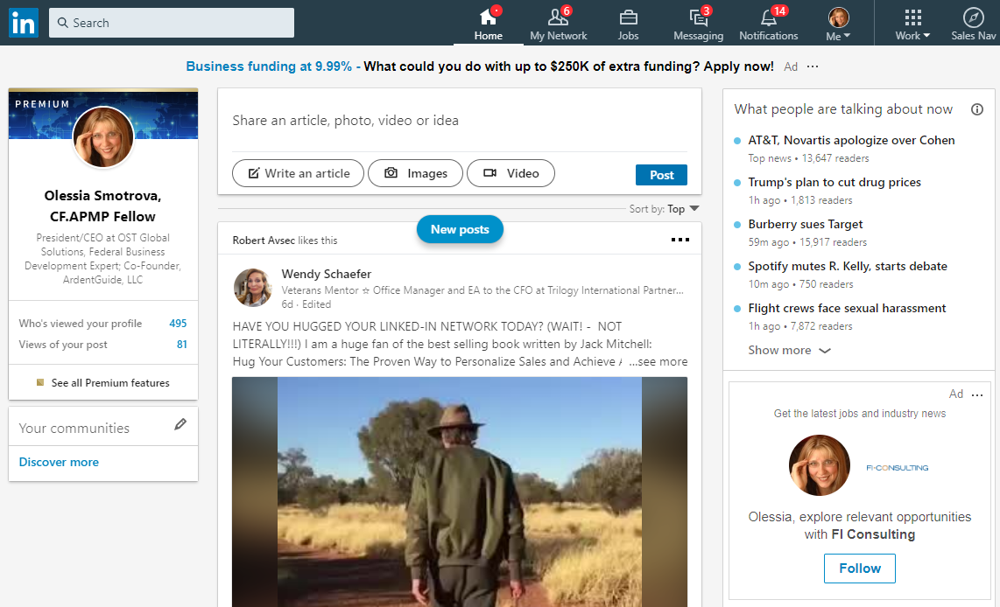 in
Search
Home
6
My Network
Jobs
3
Messaging
14
Notifications
Me
Work
Sales Nav
Business funding at 9.99% - What could you do with up to $250K of extra funding? Apply now! Ad ...
PREMIUM
Olessia Smotrova,
CF.APMP Fellow
President/CEO at OST Global
Solutions, Federal Business
Development Expert; Co-Founder,
ArdentGuide, LLC
Who's viewed your profile 495
Views of your post 81
See all Premium features
Your communities
Discover more
Share an article, photo, video or idea
Write an article
Images
Video
Post
Sort by: Top
New posts
Robert Avsec likes this
Wendy Schaefer
Veterans Mentor ☆ Office Manager and EA to the CFO at Trilogy International Partner...
6d · Edited
HAVE YOU HUGGED YOUR LINKED-IN NETWORK TODAY? (WAIT! - NOT
LITERALLY!!!) I am a huge fan of the best selling book written by Jack Mitchell:
Hug Your Customers: The Proven Way to Personalize Sales and Achieve ...see more
What people are talking about now
AT&T, Novartis apologize over Cohen
Top news • 13,647 readers
Trump's plan to cut drug prices
1h ago • 1,813 readers
Burberry sues Target
59m ago • 15,917 readers
Spotify mutes R. Kelly, starts debate
10m ago • 750 readers
Flight crews face sexual harassment
1h ago • 7,872 readers
Show more
Ad ...
Get the latest jobs and industry news
FI-CONSULTING
Olessia, explore relevant opportunities
with FI Consulting
Follow